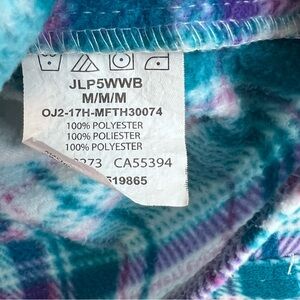 JLP5WWB
M/M/M
OJ2-17H-MFTH30074
100% POLYESTER
100% POLIESTER
100% POLYESTER
CA55394